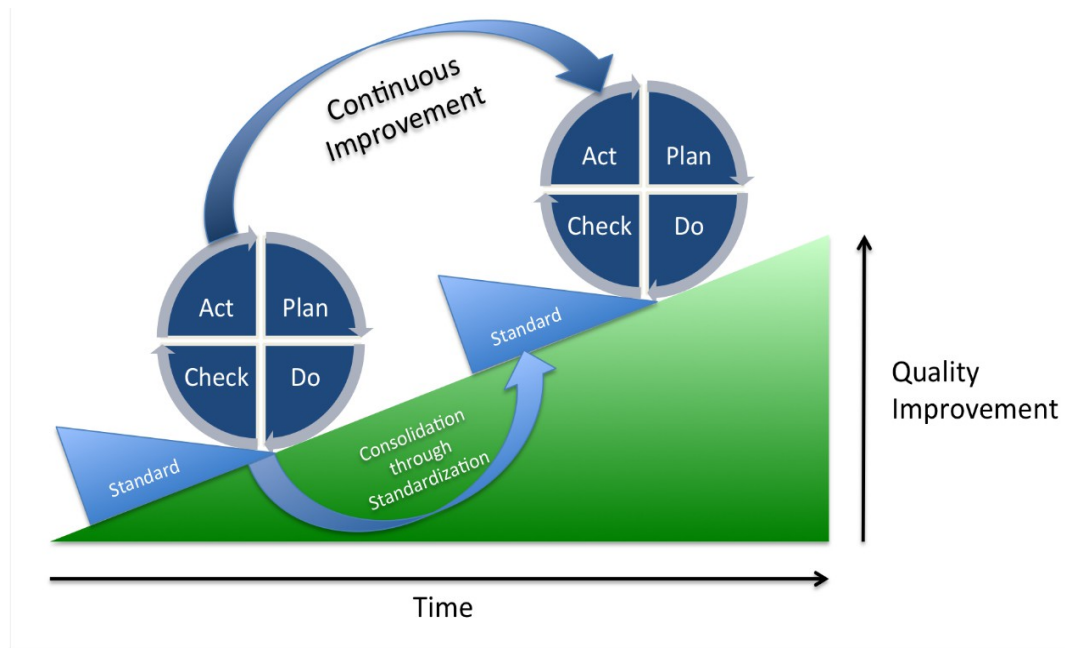 Continuous
Improvement
Act
Plan
Check
Do
Act
Plan
Check
Do
Standard
Standard
Consolidation
through
Standardization
Quality
Improvement
Time